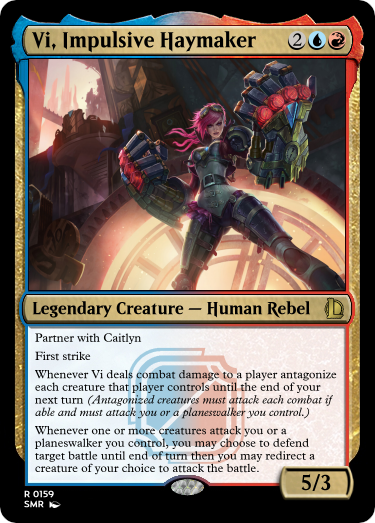 Vi, Impulsive Haymaker 2
Legendary Creature — Human Rebel
Partner with Caitlyn
First strike
Whenever Vi deals combat damage to a player antagonize
each creature that player controls until the end of your
next turn (Antagonized creatures must attack each combat if
able and must attack you or a planeswalker you control.)
Whenever one or more creatures attack you or a
planeswalker you control, you may choose to defend
target battle until end of turn then you may redirect a
creature of your choice to attack the battle.
5/3
R 0159
SMR